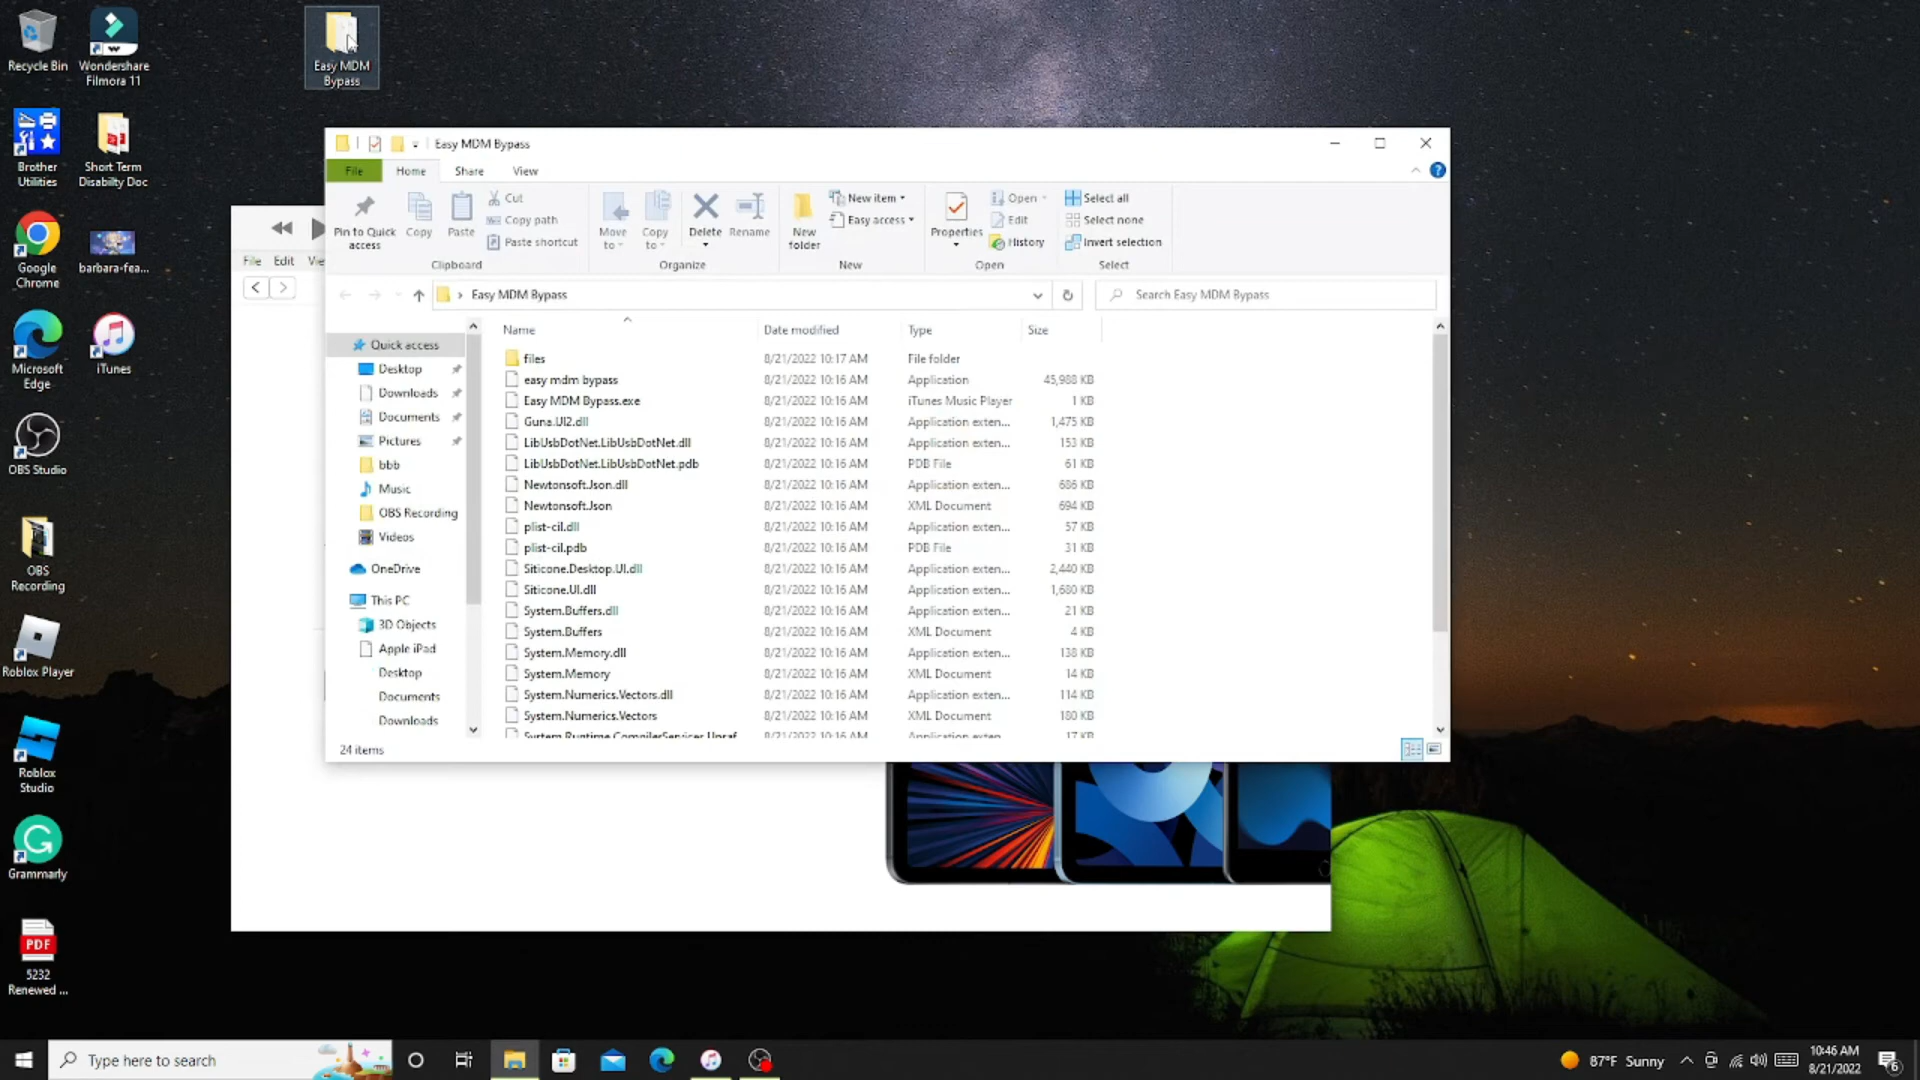 Recycle Bin
Wondershare
Filmora 11
Easy MDM
Bypass
Brother
Utilities
Short Term
Disabilty Doc
Google
Chrome
barbara-fea...
Microsoft
Edge
iTunes
OBS Studio
OBS
Recording
Roblox Player
Roblox
Studio
Grammarly
PDF
5232
Renewed ...
File Edit Vie
Easy MDM Bypass
File Home Share View
Pin to Quick
access
Copy
Paste
Cut
Copy path
Paste shortcut
Clipboard
Move
to
Copy
to
Delete
Rename
Organize
New
folder
New item
Easy access
New
Properties
Open
Edit
History
Open
Select all
Select none
Invert selection
Select
Easy MDM Bypass
Search Easy MDM Bypass
Quick access
Desktop
Downloads
Documents
Pictures
bbb
Music
OBS Recording
Videos
OneDrive
This PC
3D Objects
Apple iPad
Desktop
Documents
Downloads
Name Date modified Type Size
files 8/21/2022 10:17 AM File folder
easy mdm bypass 8/21/2022 10:16 AM Application 45,988 KB
Easy MDM Bypass.exe 8/21/2022 10:16 AM iTunes Music Player 1 KB
Guna.UI2.dll 8/21/2022 10:16 AM Application exten... 1,475 KB
LibUsbDotNet.LibUsbDotNet.dll 8/21/2022 10:16 AM Application exten... 153 KB
LibUsbDotNet.LibUsbDotNet.pdb 8/21/2022 10:16 AM PDB File 61 KB
Newtonsoft.Json.dll 8/21/2022 10:16 AM Application exten... 686 KB
Newtonsoft.Json 8/21/2022 10:16 AM XML Document 694 KB
plist-cil.dll 8/21/2022 10:16 AM Application exten... 57 KB
plist-cil.pdb 8/21/2022 10:16 AM PDB File 31 KB
Siticone.Desktop.UI.dll 8/21/2022 10:16 AM Application exten... 2,440 KB
Siticone.UI.dll 8/21/2022 10:16 AM Application exten... 1,680 KB
System.Buffers.dll 8/21/2022 10:16 AM Application exten... 21 KB
System.Buffers 8/21/2022 10:16 AM XML Document 4 KB
System.Memory.dll 8/21/2022 10:16 AM Application exten... 138 KB
System.Memory 8/21/2022 10:16 AM XML Document 14 KB
System.Numerics.Vectors.dll 8/21/2022 10:16 AM Application exten... 114 KB
System.Numerics.Vectors 8/21/2022 10:16 AM XML Document 180 KB
System.Runtime.CompilerServices.Unsaf 8/21/2022 10:16 AM Application exten... 17 KB
24 items
Type here to search
87°F Sunny
10:46 AM
8/21/2022
6